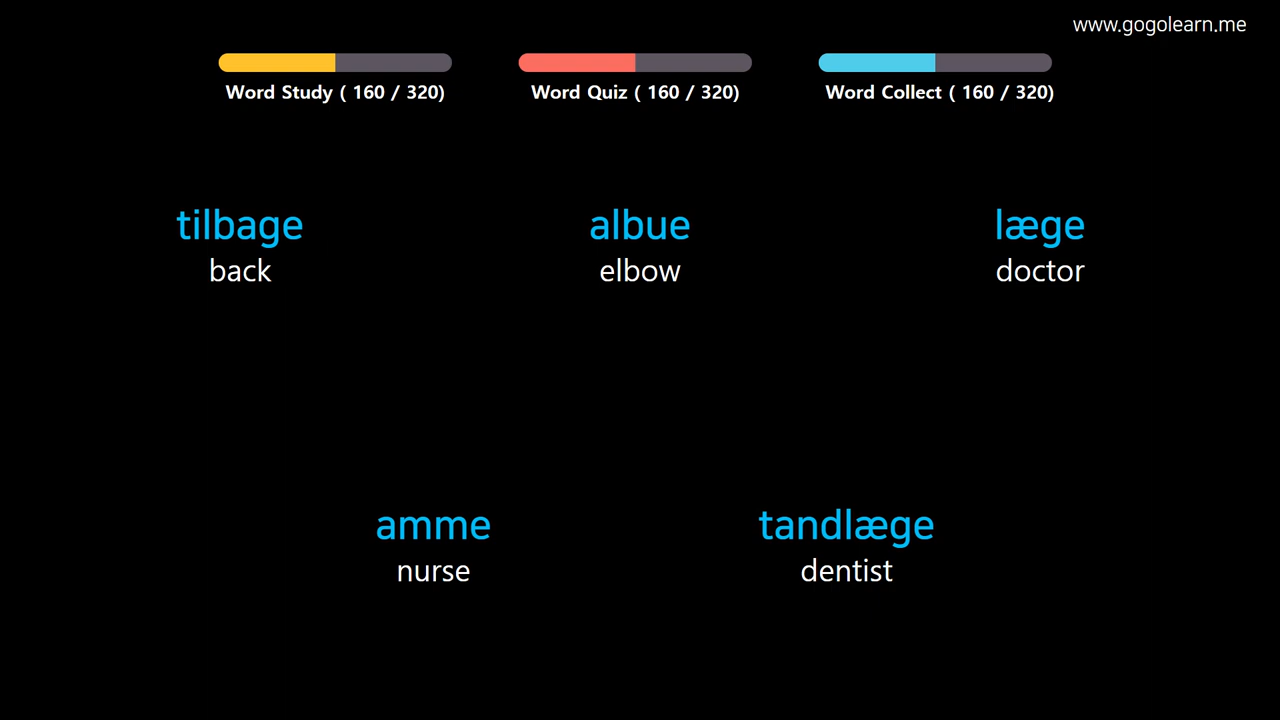 www.gogolearn.me
Word Study ( 160 / 320)
Word Quiz ( 160 / 320)
Word Collect ( 160 / 320)
tilbage
back
albue
elbow
læge
doctor
amme
nurse
tandlæge
dentist